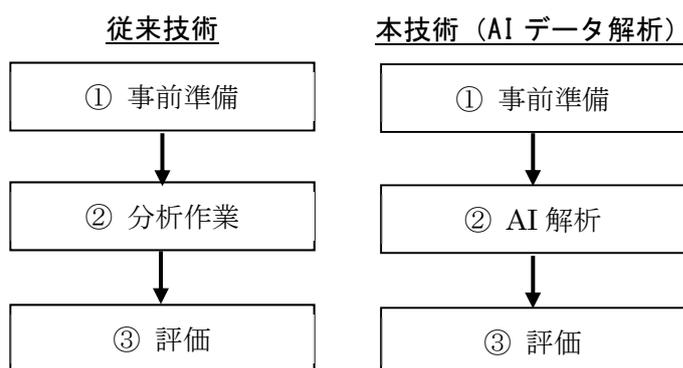 従来技術
① 事前準備
② 分析作業
③ 評価
本技術（AI データ解析）
① 事前準備
② AI 解析
③ 評価